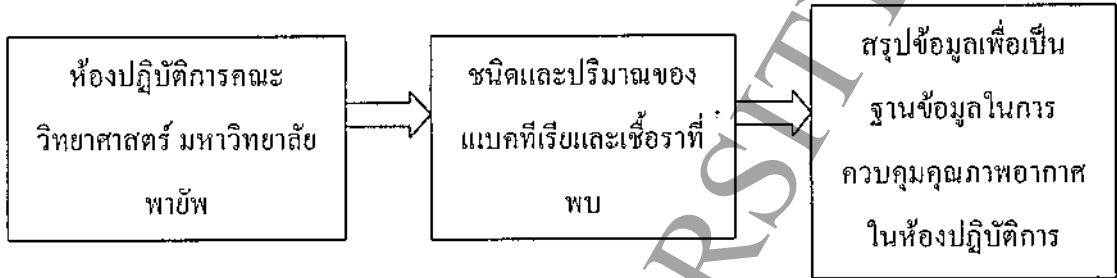 ห้องปฏิบัติการคณะ
วิทยาศาสตร์ มหาวิทยาลัย
พายัพ
ชนิดและปริมาณของ
แบคทีเรียและเชื้อราที่
พบ
สรุปข้อมูลเพื่อเป็น
ฐานข้อมูลในการ
ควบคุมคุณภาพอากาศ
ในห้องปฏิบัติการ
RSIT